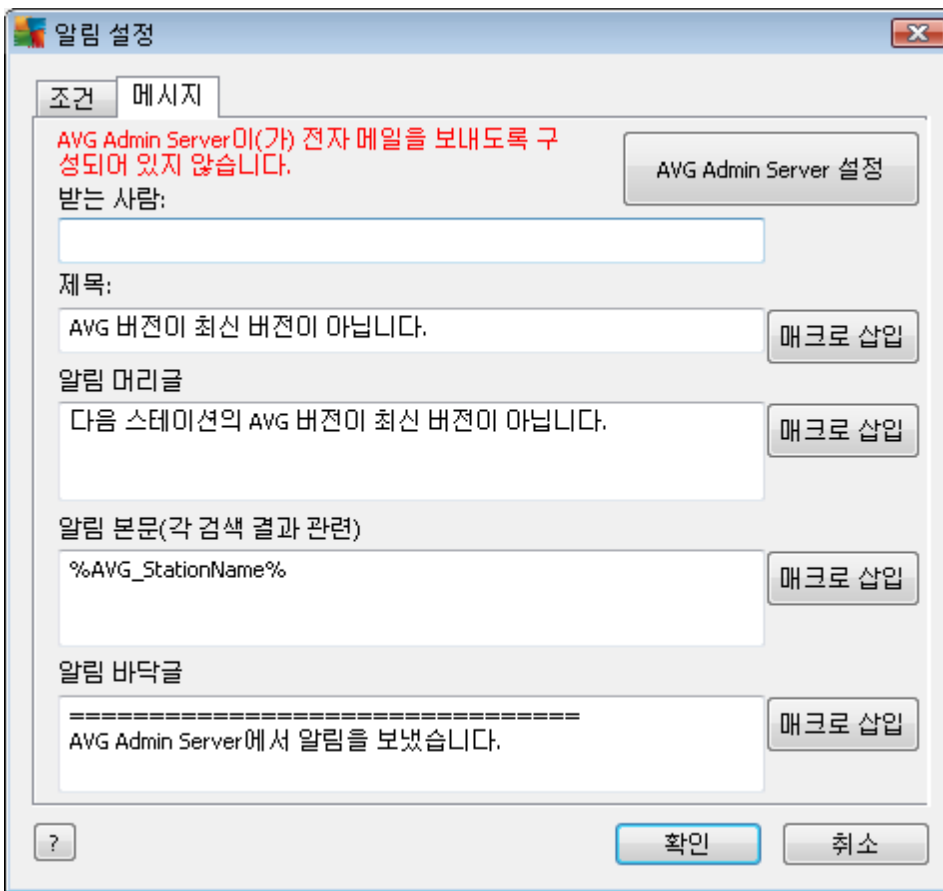 알림 설정
조건
메시지
AVG Admin Server이(가) 전자 메일을 보내도록 구
성되어 있지 않습니다.
AVG Admin Server 설정
받는 사람:
제목:
AVG 버전이 최신 버전이 아닙니다.
매크로 삽입
알림 머리글
다음 스테이션의 AVG 버전이 최신 버전이 아닙니다.
매크로 삽입
알림 본문(각 검색 결과 관련)
%AVG_StationName%
매크로 삽입
알림 바닥글
================================
AVG Admin Server에서 알림을 보냈습니다.
매크로 삽입
?
확인
취소